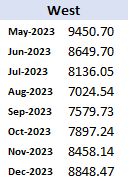 West
May-2023 9450.70
Jun-2023 8649.70
Jul-2023 8136.05
Aug-2023 7024.54
Sep-2023 7579.73
Oct-2023 7897.24
Nov-2023 8458.14
Dec-2023 8848.47